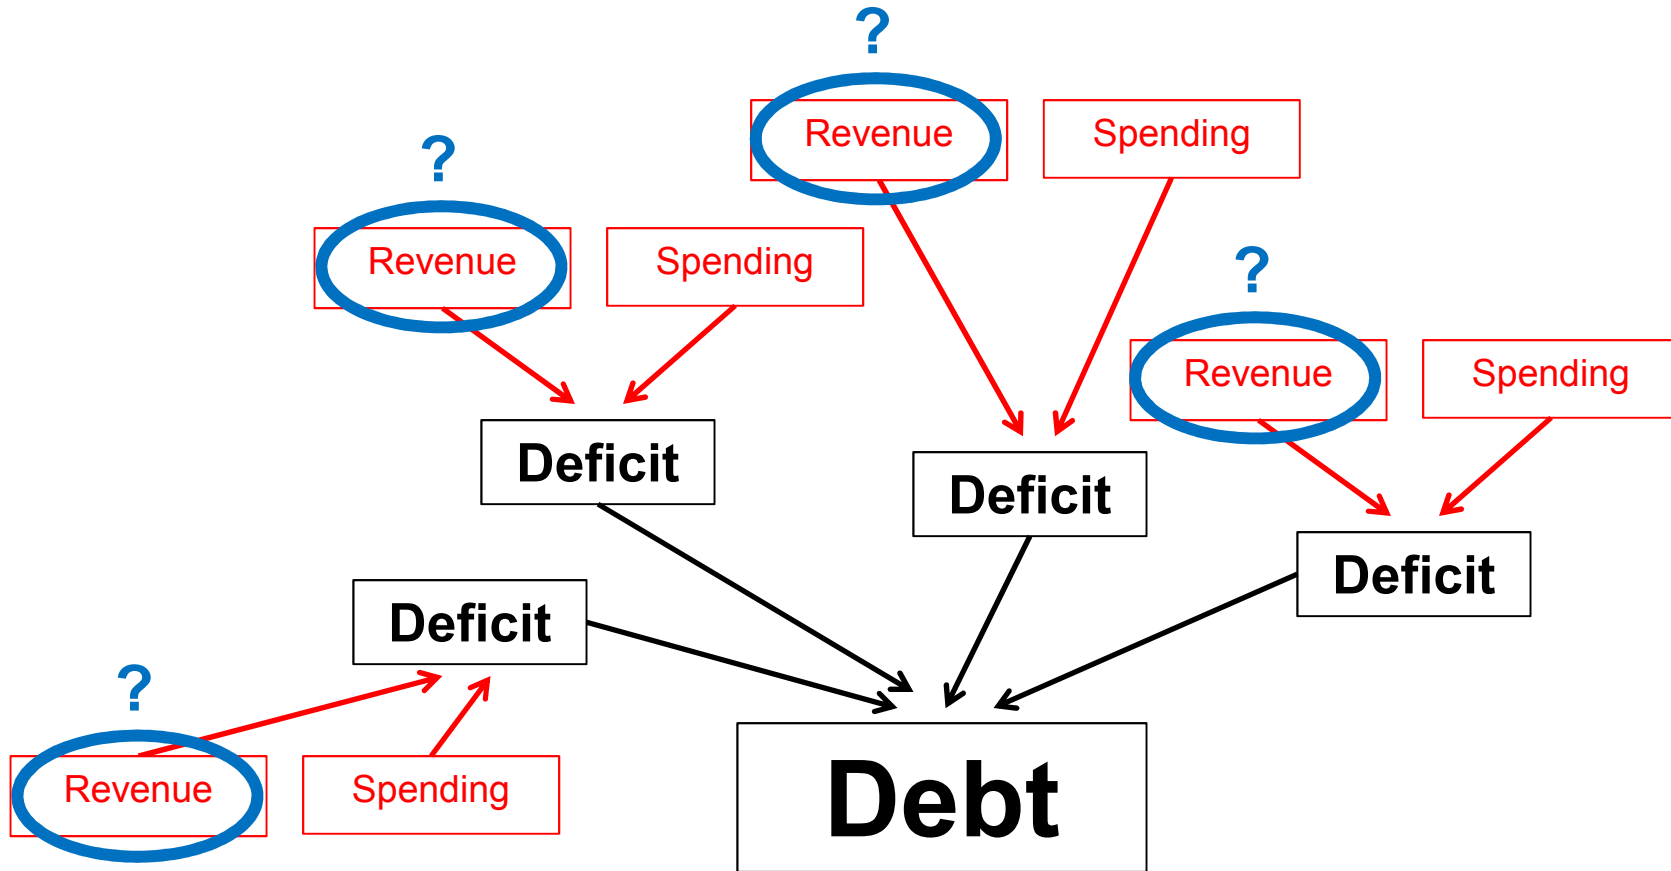 ?
Revenue
Spending
?
Revenue
Spending
?
Revenue
Spending
Deficit
Deficit
Deficit
Deficit
?
Revenue
Spending
Debt